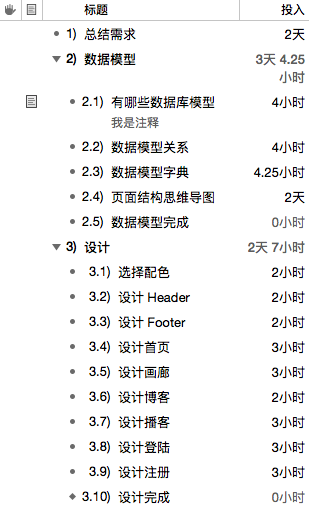 标题 投入
1) 总结需求 2天
2) 数据模型 3天 4.25
小时
2.1) 有哪些数据库模型 4小时
我是注释
2.2) 数据模型关系 4小时
2.3) 数据模型字典 4.25小时
2.4) 页面结构思维导图 2天
2.5) 数据模型完成 0小时
3) 设计 2天 7小时
3.1) 选择配色 2小时
3.2) 设计 Header 2小时
3.3) 设计 Footer 2小时
3.4) 设计首页 3小时
3.5) 设计画廊 3小时
3.6) 设计博客 2小时
3.7) 设计播客 3小时
3.8) 设计登陆 3小时
3.9) 设计注册 3小时
3.10) 设计完成 0小时